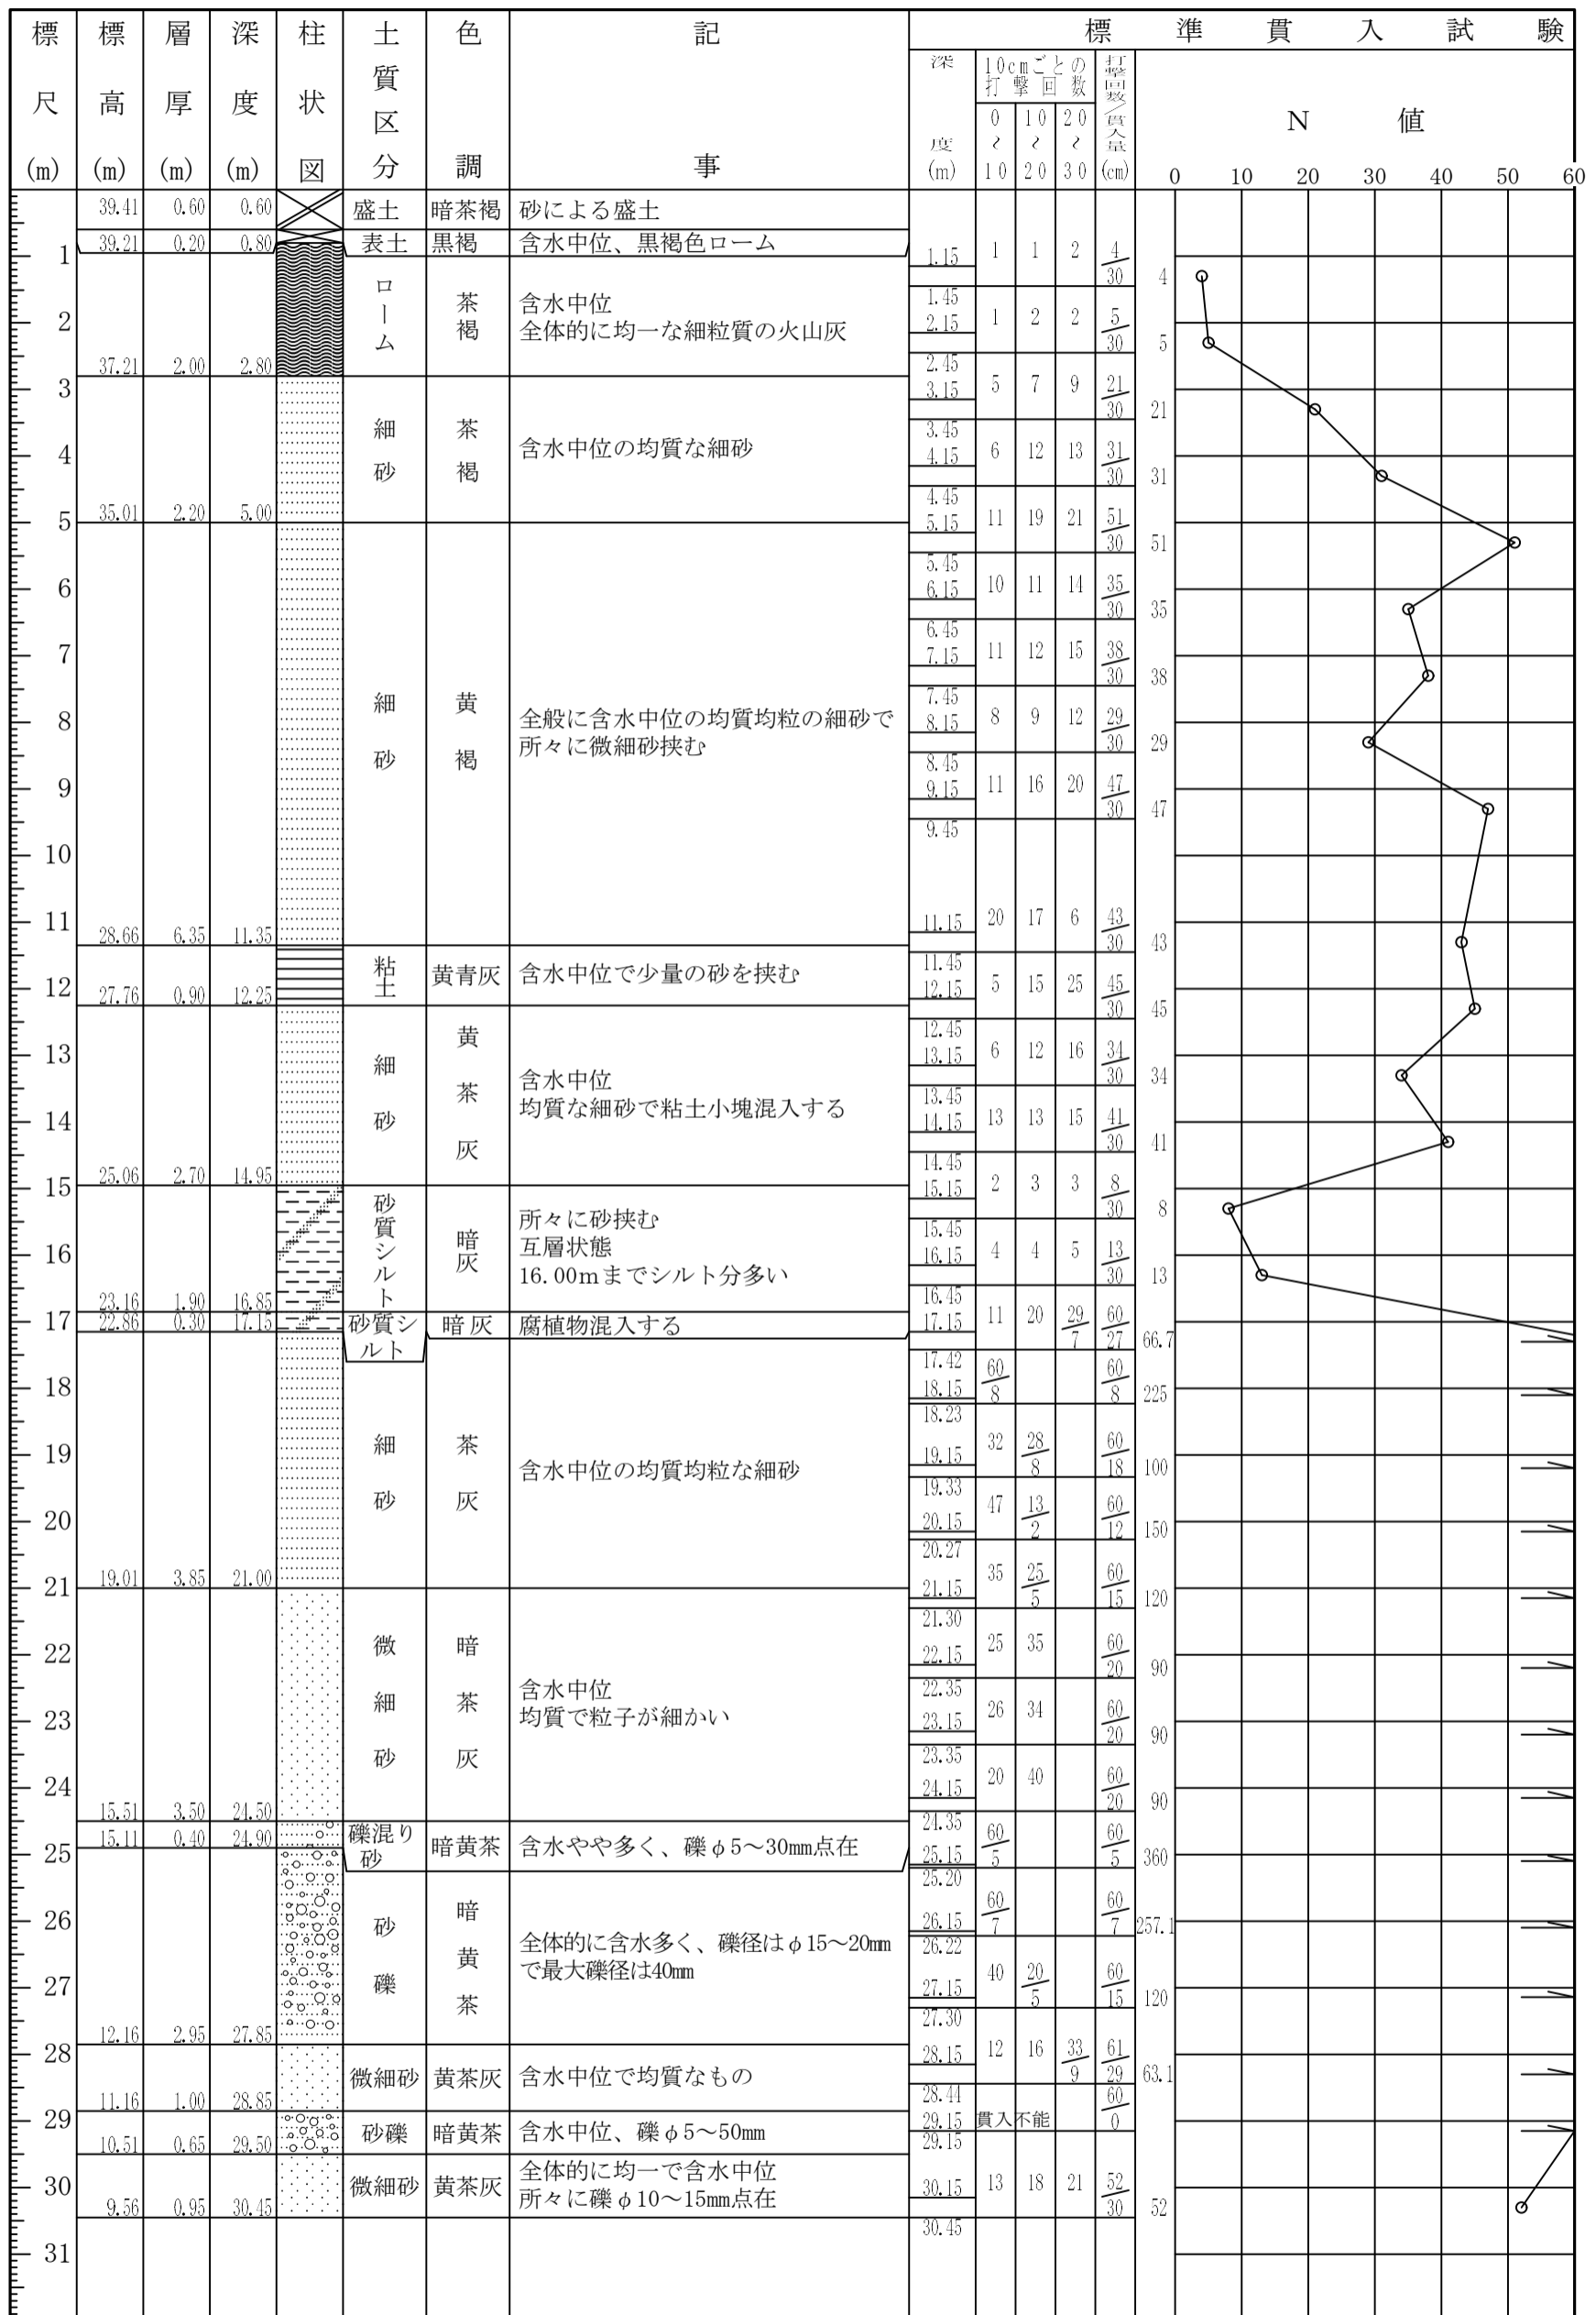 標尺(m) 標高(m) 層厚(m) 深度(m) 柱状図 土質区分 色調 記事 標準貫入試験
深度(m) 10cmごとの打撃回数 打撃回数/貫入量(cm) N値
0〜10 10〜20 20〜30 0 10 20 30 40 50 60
39.41 0.60 0.60 盛土 暗茶褐 砂による盛土
39.21 0.20 0.80 表土 黒褐 含水中位、黒褐色ローム
37.21 2.00 2.80 ローム 茶褐 含水中位
全体的に均一な細粒質の火山灰
35.01 2.20 5.00 細砂 茶褐 含水中位の均質な細砂
28.66 6.35 11.35 細砂 黄褐 全般に含水中位の均質均粒の細砂で
所々に微細砂挟む
27.76 0.90 12.25 粘土 黄青灰 含水中位で少量の砂を挟む
25.06 2.70 14.95 細砂 黄茶灰 含水中位
均質な細砂で粘土小塊混入する
23.16 1.90 16.85 砂質シルト 暗灰 所々に砂挟む
互層状態
16.00mまでシルト分多い
22.86 0.30 17.15 砂質シルト 暗灰 腐植物混入する
19.01 3.85 21.00 細砂 茶灰 含水中位の均質均粒な細砂
15.51 3.50 24.50 微細砂 暗茶灰 含水中位
均質で粒子が細かい
15.11 0.40 24.90 礫混り砂 暗黄茶 含水やや多く、礫φ5〜30mm点在
12.16 2.95 27.85 砂礫 暗黄茶 全体的に含水多く、礫径はφ15〜20mm
で最大礫径は40mm
11.16 1.00 28.85 微細砂 黄茶灰 含水中位で均質なもの
10.51 0.65 29.50 砂礫 暗黄茶 含水中位、礫φ5〜50mm
9.56 0.95 30.45 微細砂 黄茶灰 全体的に均一で含水中位
所々に礫φ10〜15mm点在
1
2
3
4
5
6
7
8
9
10
11
12
13
14
15
16
17
18
19
20
21
22
23
24
25
26
27
28
29
30
31
1.15 1 1 2 4/30 4
1.45
2.15 1 2 2 5/30 5
2.45
3.15 5 7 9 21/30 21
3.45
4.15 6 12 13 31/30 31
4.45
5.15 11 19 21 51/30 51
5.45
6.15 10 11 14 35/30 35
6.45
7.15 11 12 15 38/30 38
7.45
8.15 8 9 12 29/30 29
8.45
9.15 11 16 20 47/30 47
9.45
11.15 20 17 6 43/30 43
11.45
12.15 5 15 25 45/30 45
12.45
13.15 6 12 16 34/30 34
13.45
14.15 13 13 15 41/30 41
14.45
15.15 2 3 3 8/30 8
15.45
16.15 4 4 5 13/30 13
16.45
17.15 11 20 29/7 60/27 66.7
17.42
18.15 60/8 60/8 225
18.23
19.15 32 28/8 60/18 100
19.33
20.15 47 13/2 60/12 150
20.27
21.15 35 25/5 60/15 120
21.30
22.15 25 35 60/20 90
22.35
23.15 26 34 60/20 90
23.35
24.15 20 40 60/20 90
24.35
25.15 60/5 60/5 360
25.20
26.15 60/7 60/7 257.1
26.22
27.15 40 20/5 60/15 120
27.30
28.15 12 16 33/9 61/29 63.1
28.44
29.15 貫入不能 60/0
29.15
30.15 13 18 21 52/30 52
30.45